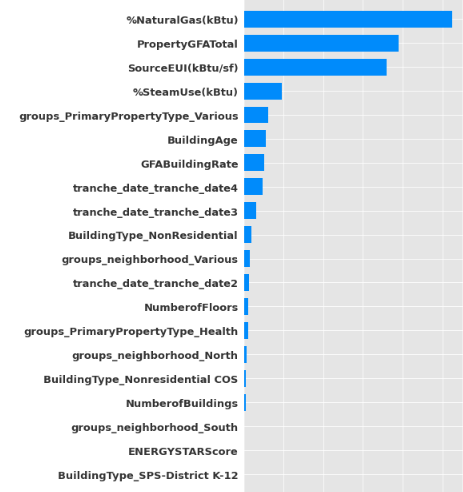 %NaturalGas(kBtu)
PropertyGFATotal
SourceEUI(kBtu/sf)
%SteamUse(kBtu)
groups_PrimaryPropertyType_Various
BuildingAge
GFABuildingRate
tranche_date_tranche_date4
tranche_date_tranche_date3
BuildingType_NonResidential
groups_neighborhood_Various
tranche_date_tranche_date2
NumberofFloors
groups_PrimaryPropertyType_Health
groups_neighborhood_North
BuildingType_Nonresidential COS
NumberofBuildings
groups_neighborhood_South
ENERGYSTARScore
BuildingType_SPS-District K-12